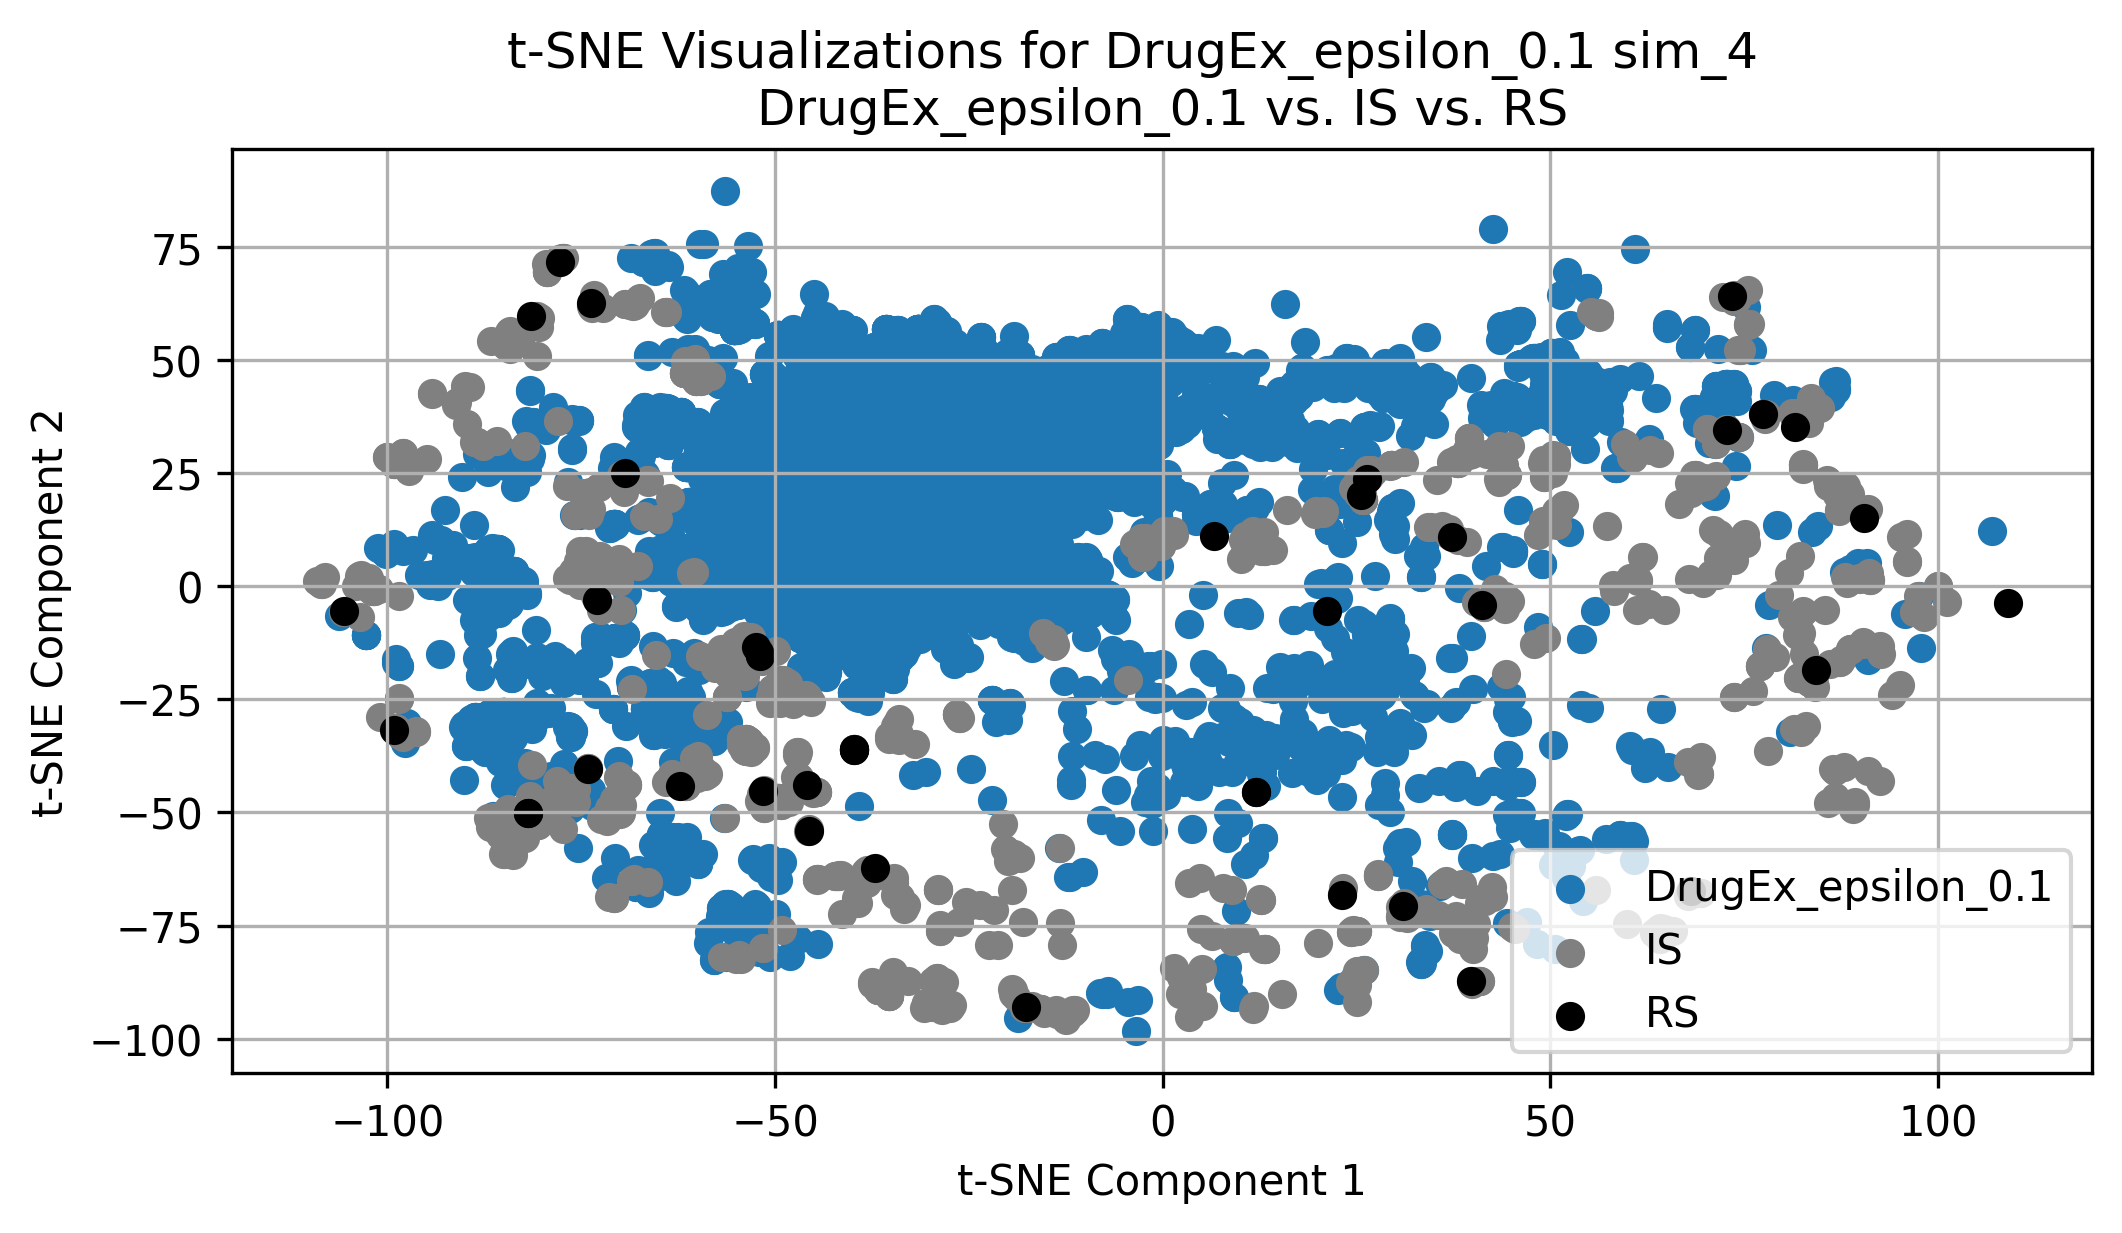 t-SNE Visualizations for DrugEx_epsilon_0.1 sim_4
DrugEx_epsilon_0.1 vs. IS vs. RS
t-SNE Component 2
75
50
25
0
−25
−50
−75
−100
DrugEx_epsilon_0.1
IS
RS
−100
−50
0
50
100
t-SNE Component 1